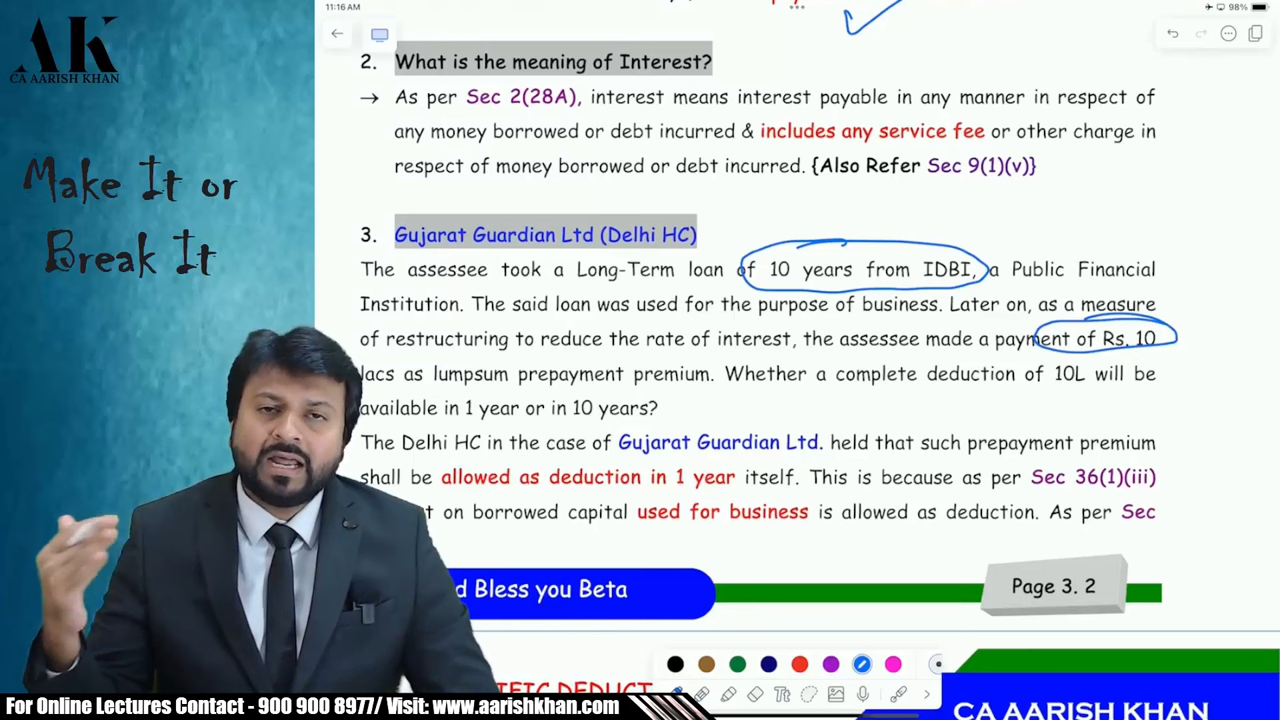 11:16 AM
98%
AK
CA AARISH KHAN
Make It or
Break It
2. What is the meaning of Interest?
→ As per Sec 2(28A), interest means interest payable in any manner in respect of
any money borrowed or debt incurred & includes any service fee or other charge in
respect of money borrowed or debt incurred. {Also Refer Sec 9(1)(v)}
3. Gujarat Guardian Ltd (Delhi HC)
The assessee took a Long-Term loan of 10 years from IDBI, a Public Financial
Institution. The said loan was used for the purpose of business. Later on, as a measure
of restructuring to reduce the rate of interest, the assessee made a payment of Rs. 10
lacs as lumpsum prepayment premium. Whether a complete deduction of 10L will be
available in 1 year or in 10 years?
The Delhi HC in the case of Gujarat Guardian Ltd. held that such prepayment premium
shall be allowed as deduction in 1 year itself. This is because as per Sec 36(1)(iii)
on borrowed capital used for business is allowed as deduction. As per Sec
Bless you Beta
Page 3. 2
Tt
CA AARISH KHAN
For Online Lectures Contact - 900 900 8977/ Visit: www.aarishkhan.com